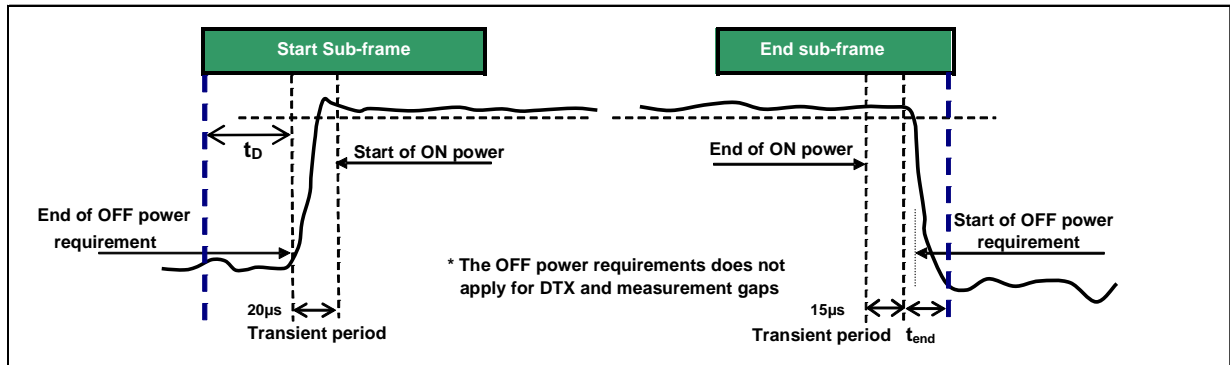 Start Sub-frame
End sub-frame
tD
Start of ON power
End of ON power
End of OFF power
requirement
Start of OFF power
requirement
* The OFF power requirements does not
apply for DTX and measurement gaps
20µs
Transient period
15µs
Transient period
tend